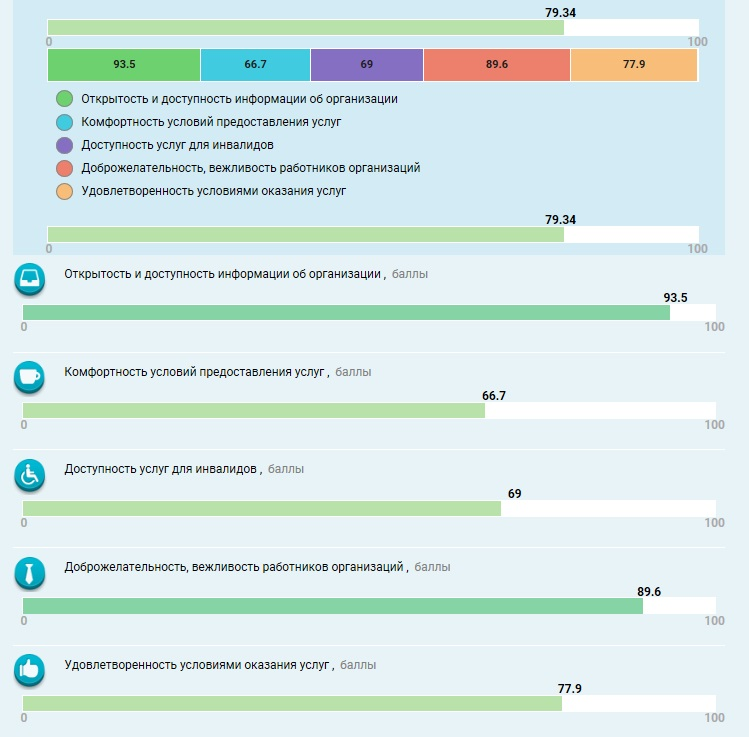 79.34
0 100
93.5 66.7 69 89.6 77.9
Открытость и доступность информации об организации
Комфортность условий предоставления услуг
Доступность услуг для инвалидов
Доброжелательность, вежливость работников организаций
Удовлетворенность условиями оказания услуг
79.34
0 100
Открытость и доступность информации об организации , баллы
93.5
0 100
Комфортность условий предоставления услуг , баллы
66.7
0 100
Доступность услуг для инвалидов , баллы
69
0 100
Доброжелательность, вежливость работников организаций , баллы
89.6
0 100
Удовлетворенность условиями оказания услуг , баллы
77.9
0 100